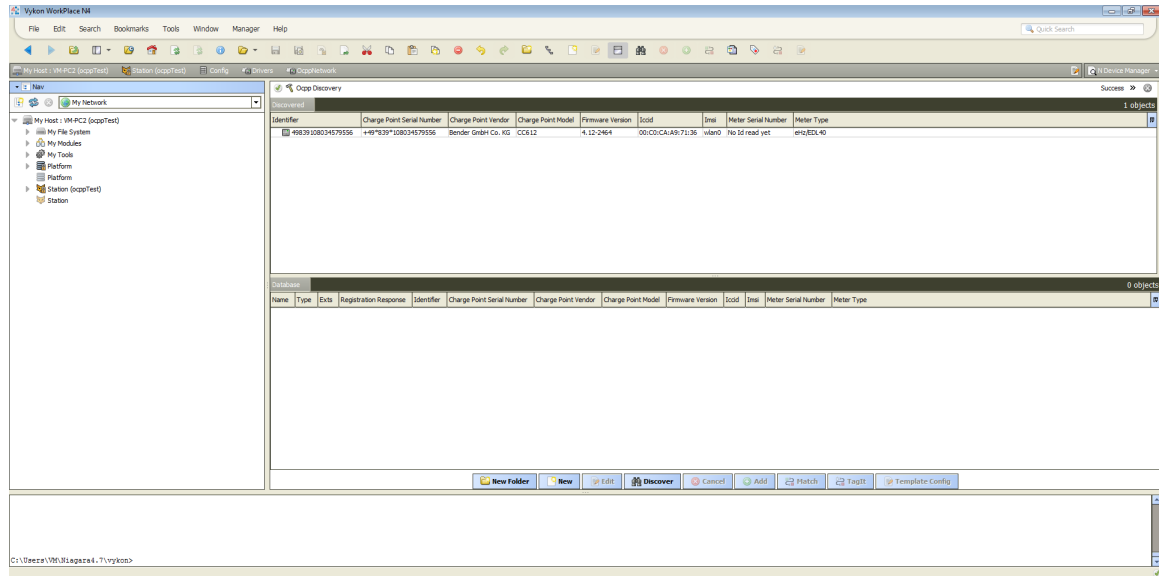 Vykon WorkPlace N4
File Edit Search Bookmarks Tools Window Manager Help
Quick Search
My Host : VM-PC2 (ocppTest) Station (ocppTest) Config Drivers OcppNetwork
N Device Manager
Nav
Ocpp Discovery
Success »
My Network
Discovered
1 objects
Identifier Charge Point Serial Number Charge Point Vendor Charge Point Model Firmware Version Iccid Imsi Meter Serial Number Meter Type
49839108034579556 +49*839*108034579556 Bender GmbH Co. KG CC612 4.12-2464 00:C0:CA:A9:71:36 wlan0 No Id read yet eHz/EDL40
My Host : VM-PC2 (ocppTest)
My File System
My Modules
My Tools
Platform
Platform
Station (ocppTest)
Station
Database
0 objects
Name Type Exts Registration Response Identifier Charge Point Serial Number Charge Point Vendor Charge Point Model Firmware Version Iccid Imsi Meter Serial Number Meter Type
New Folder New Edit Discover Cancel Add Match TagIt Template Config
C:\Users\VM\Niagara4.7\vykon>